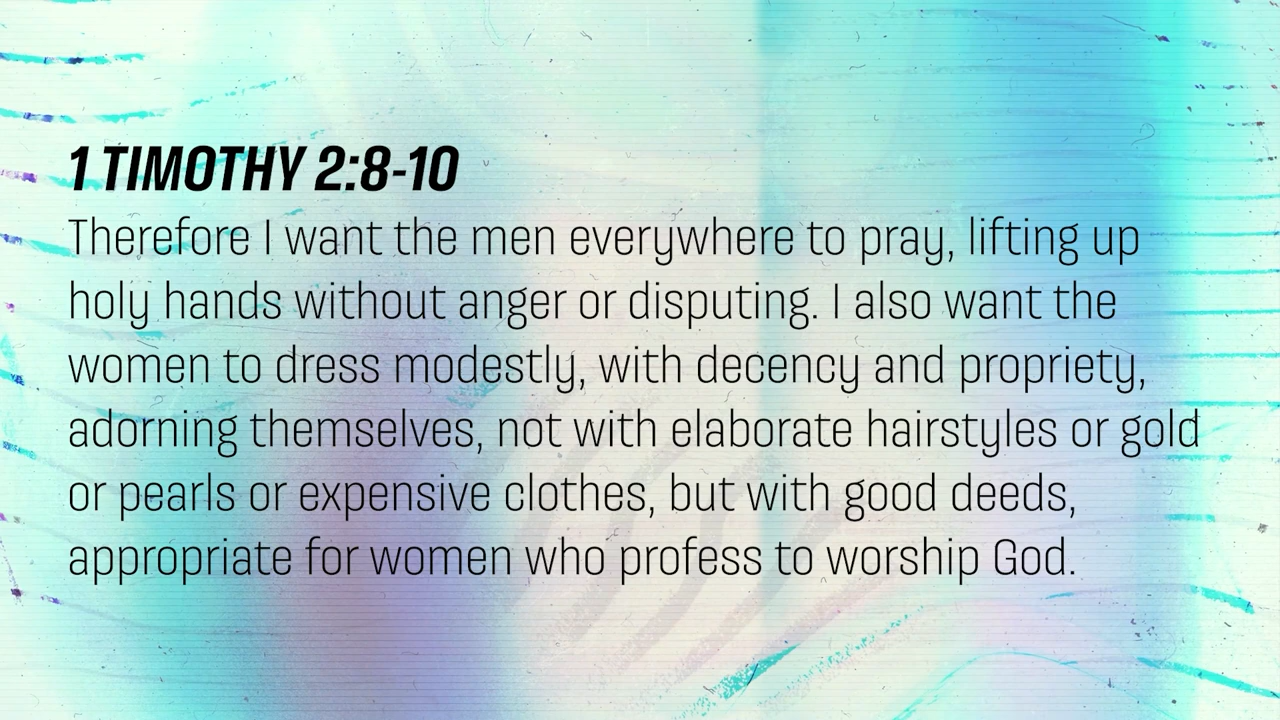 1 TIMOTHY 2:8-10
Therefore I want the men everywhere to pray, lifting up
holy hands without anger or disputing. I also want the
women to dress modestly, with decency and propriety,
adorning themselves, not with elaborate hairstyles or gold
or pearls or expensive clothes, but with good deeds,
appropriate for women who profess to worship God.